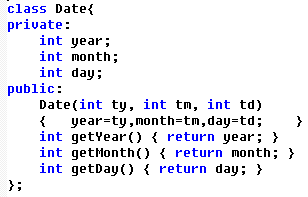 class Date{
private:
    int year;
    int month;
    int day;
public:
    Date(int ty, int tm, int td)
    {   year=ty,month=tm,day=td;    }
    int getYear() { return year; }
    int getMonth() { return month; }
    int getDay() { return day; }
};